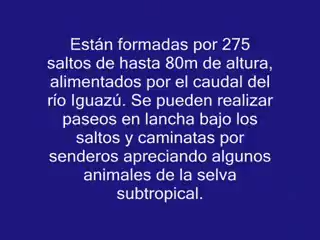 Están formadas por 275
saltos de hasta 80m de altura,
alimentados por el caudal del
río Iguazú. Se pueden realizar
paseos en lancha bajo los
saltos y caminatas por
senderos apreciando algunos
animales de la selva
subtropical.